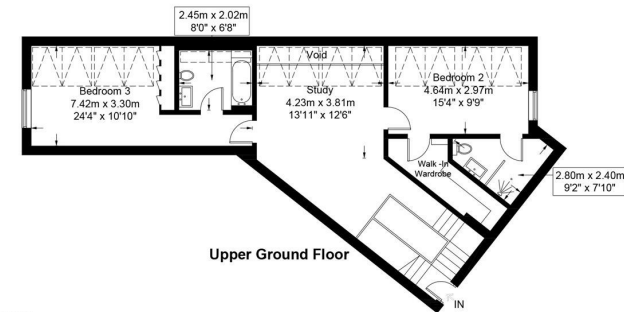 2.45m x 2.02m
8'0" x 6'8"
Void
Bedroom 3
7.42m x 3.30m
24'4" x 10'10"
Study
4.23m x 3.81m
13'11" x 12'6"
Bedroom 2
4.64m x 2.97m
15'4" x 9'9"
Walk -In
Wardrobe
2.80m x 2.40m
9'2" x 7'10"
Upper Ground Floor
IN